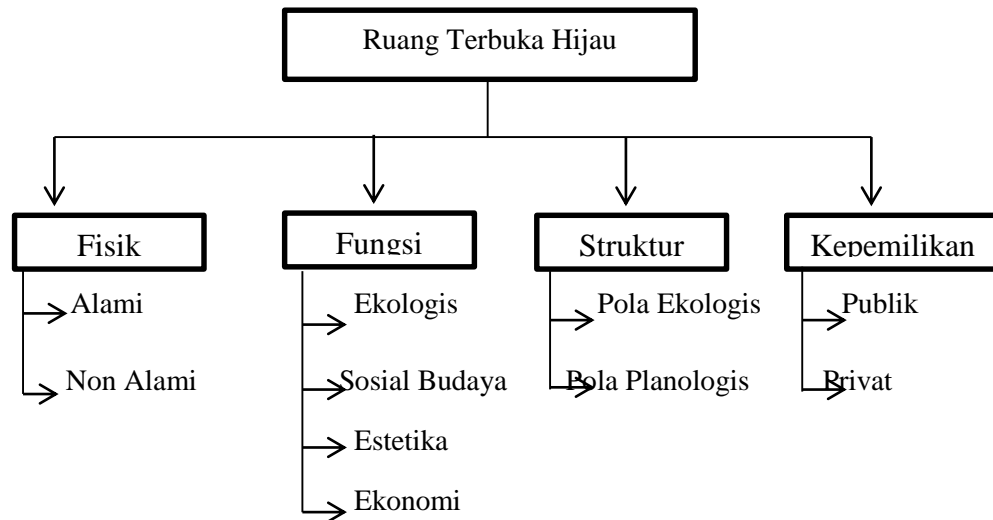 Ruang Terbuka Hijau
Fisik
Fungsi
Struktur
Kepemilikan
Alami
Non Alami
Ekologis
Sosial Budaya
Estetika
Ekonomi
Pola Ekologis
Pola Planologis
Publik
Privat